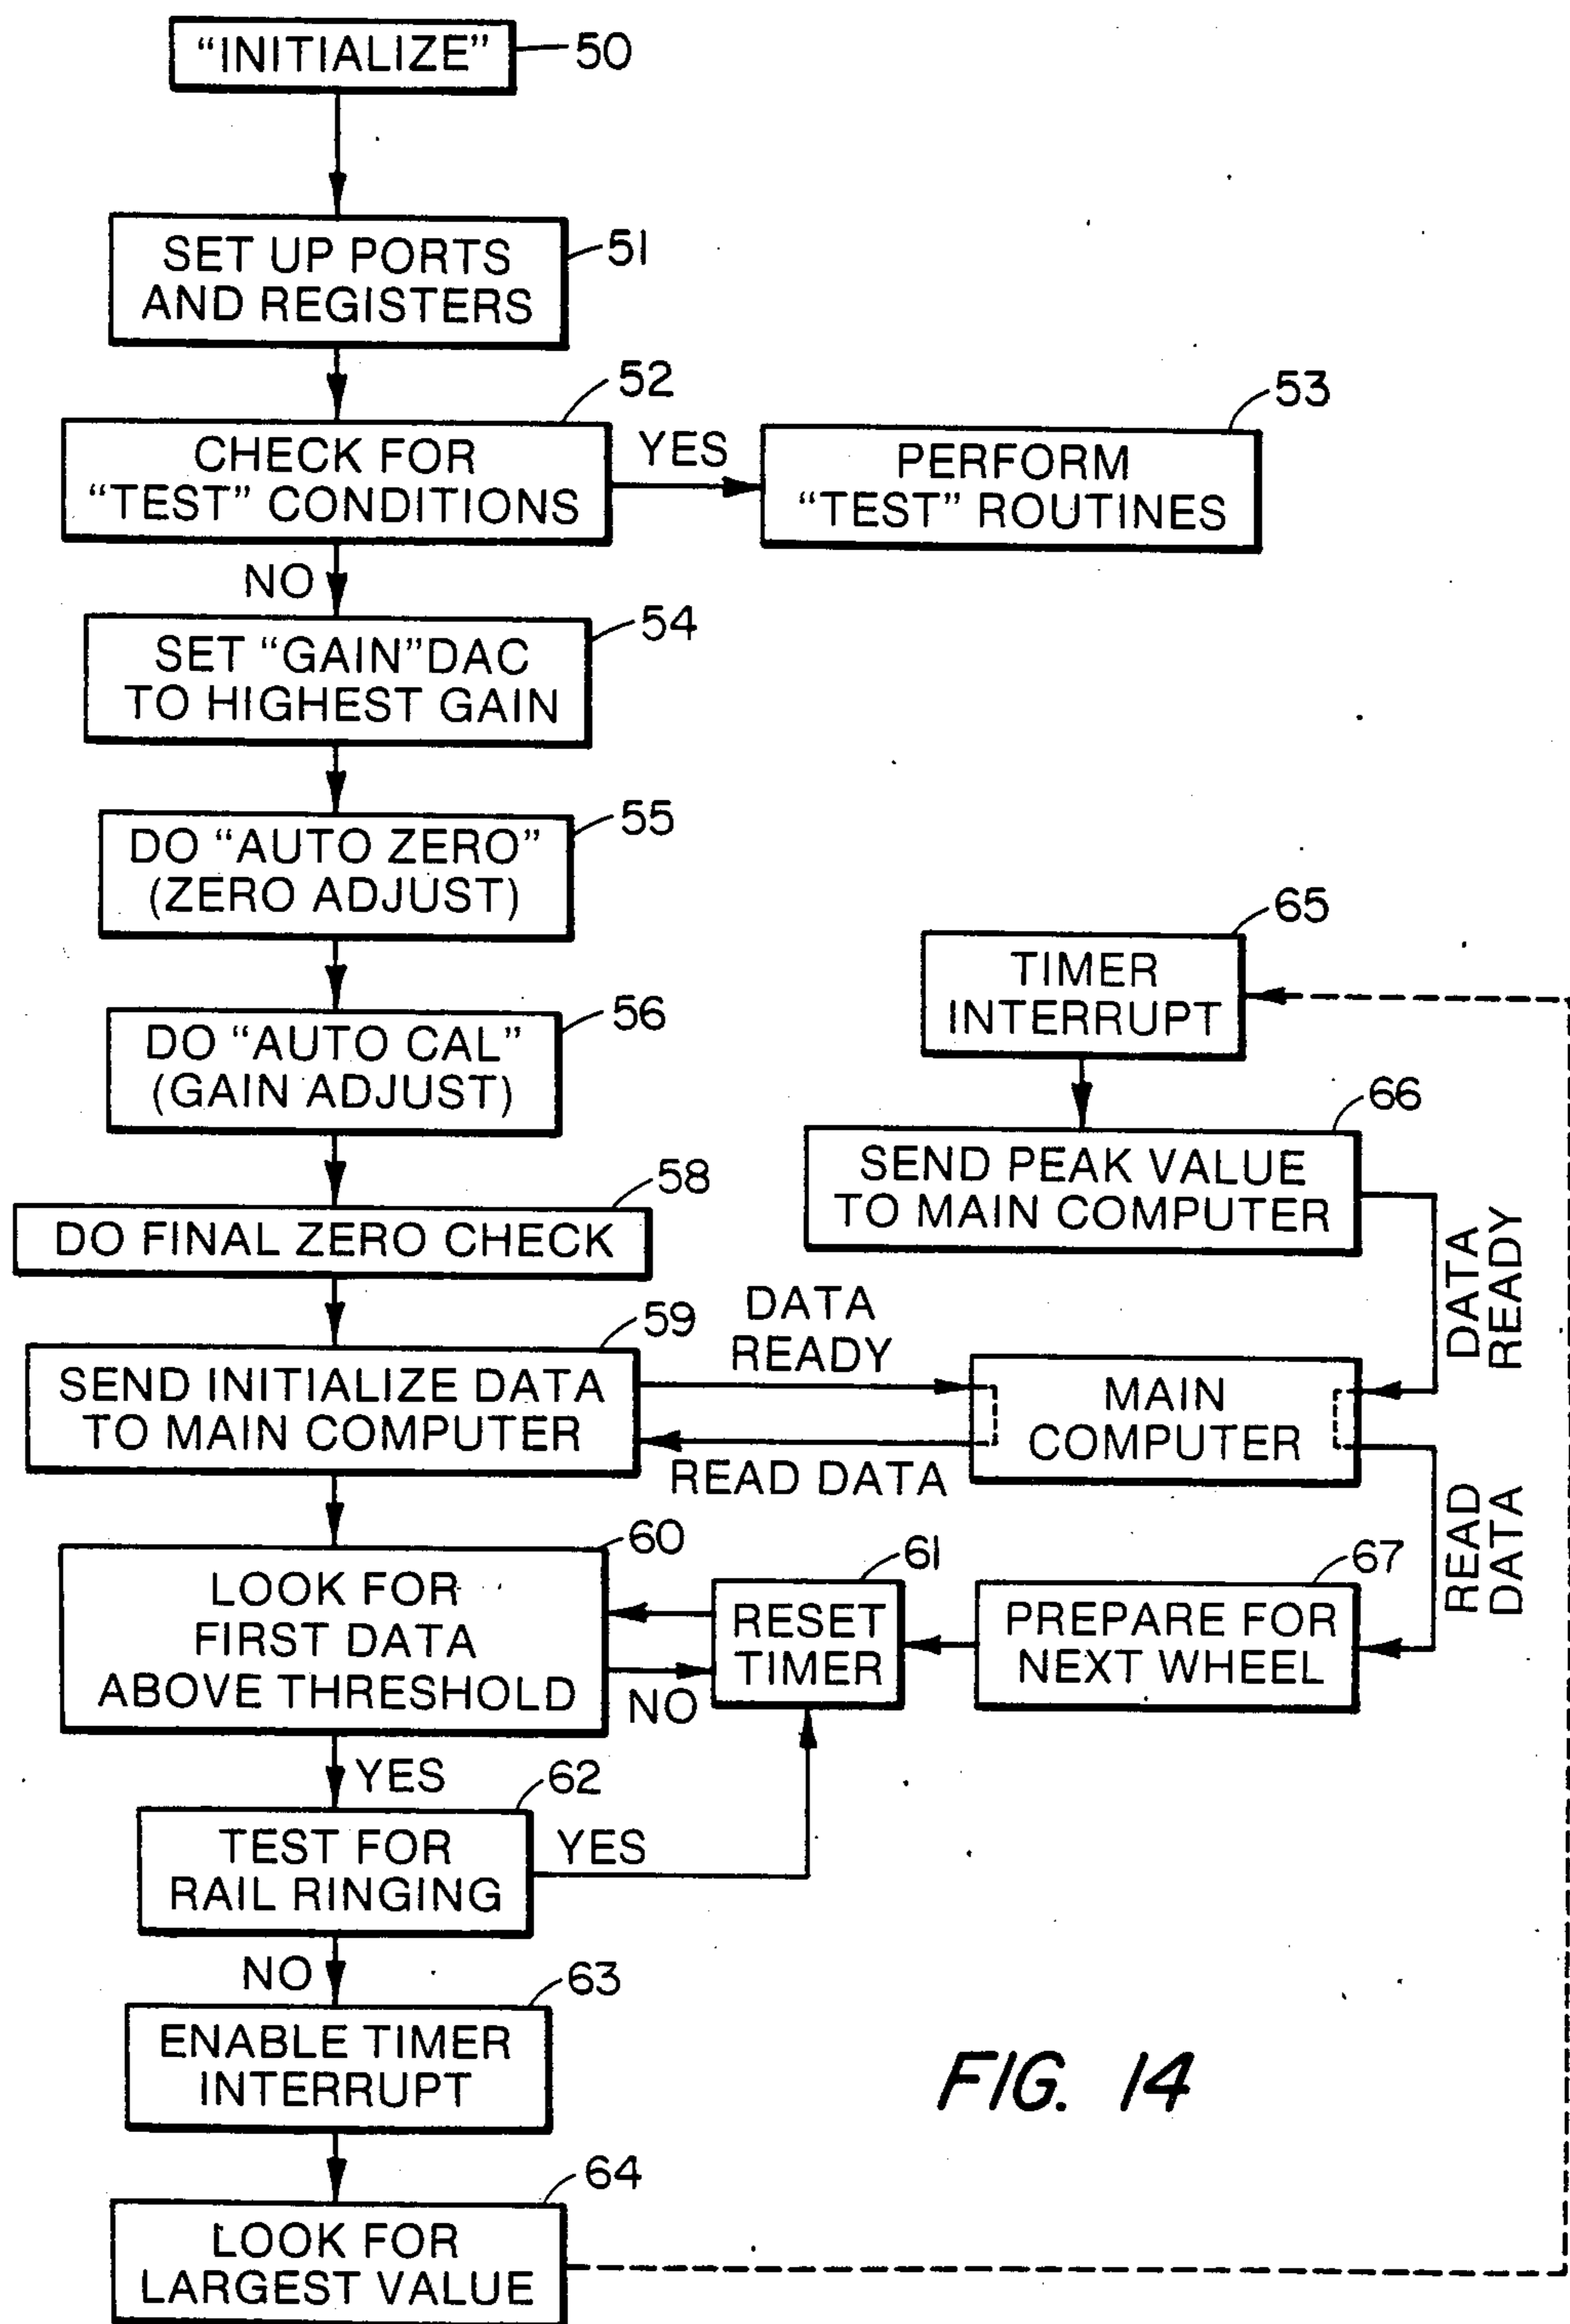 "INITIALIZE"
50
SET UP PORTS
AND REGISTERS
51
CHECK FOR
"TEST" CONDITIONS
52
YES
PERFORM
"TEST" ROUTINES
53
NO
SET "GAIN"DAC
TO HIGHEST GAIN
54
DO "AUTO ZERO"
(ZERO ADJUST)
55
DO "AUTO CAL"
(GAIN ADJUST)
56
TIMER
INTERRUPT
65
SEND PEAK VALUE
TO MAIN COMPUTER
66
DO FINAL ZERO CHECK
58
DATA
READY
SEND INITIALIZE DATA
TO MAIN COMPUTER
59
DATA
READY
READ DATA
MAIN
COMPUTER
READ
DATA
LOOK FOR
FIRST DATA
ABOVE THRESHOLD
60
NO
RESET
TIMER
61
PREPARE FOR
NEXT WHEEL
67
YES
TEST FOR
RAIL RINGING
62
YES
NO
ENABLE TIMER
INTERRUPT
63
LOOK FOR
LARGEST VALUE
64
FIG. 14